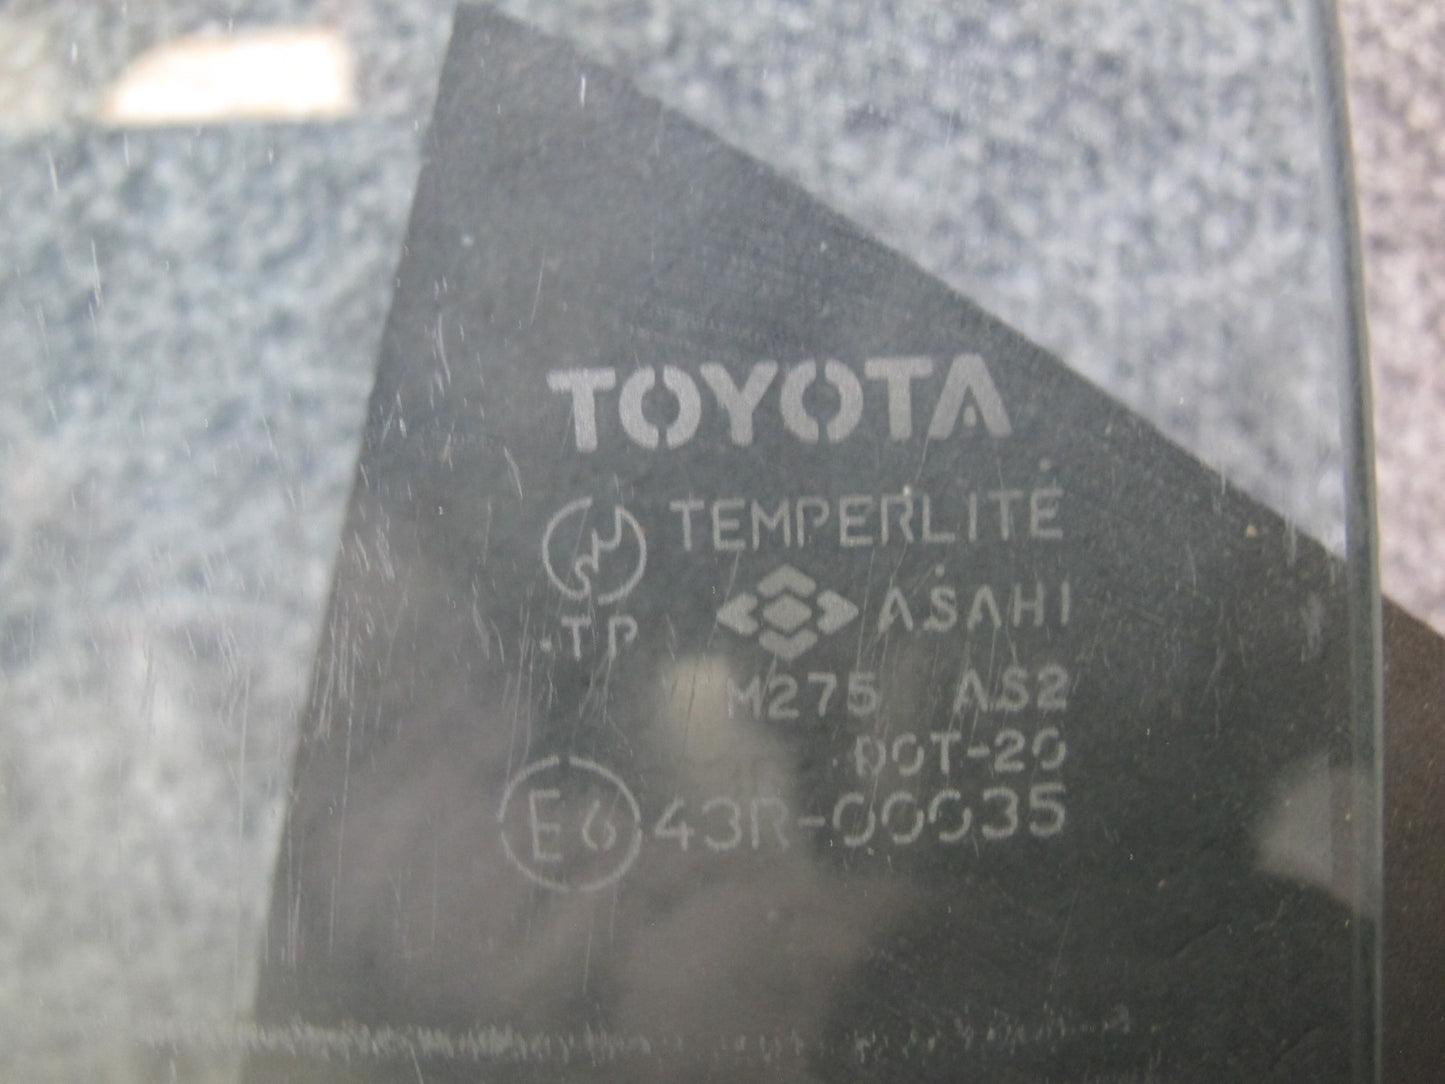 TOYOTA
TEMPERLITE
TP
ASAHI
M275 AS2
DOT-20
E6 43R-00035